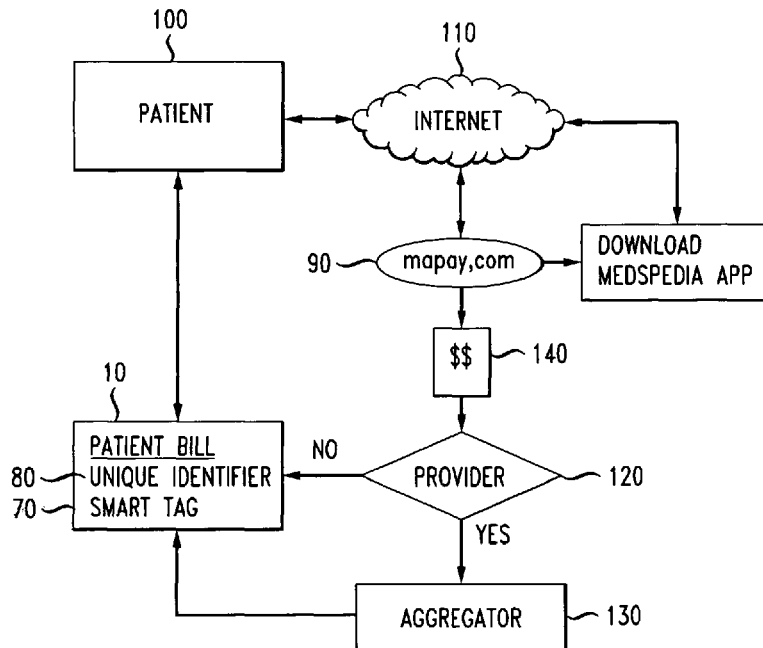 100
110
PATIENT
INTERNET
90
mapay,com
DOWNLOAD
MEDSPEDIA APP
$$
140
10
PATIENT BILL
80
UNIQUE IDENTIFIER
70
SMART TAG
NO
PROVIDER
120
YES
AGGREGATOR
130